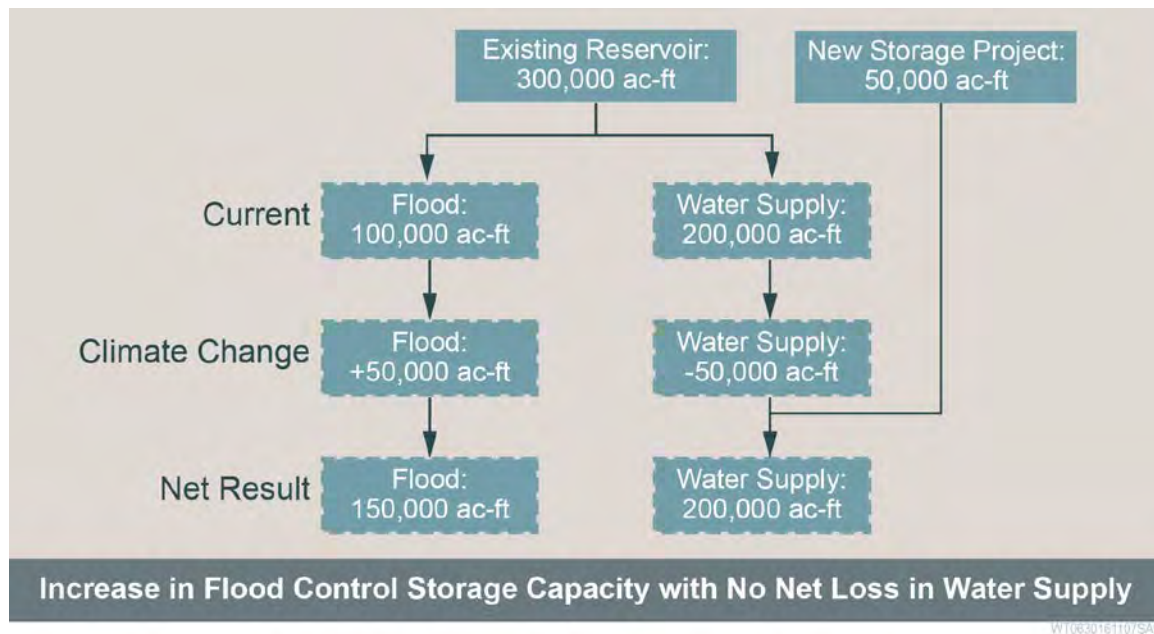 Existing Reservoir:
300,000 ac-ft
New Storage Project:
50,000 ac-ft
Current
Flood:
100,000 ac-ft
Water Supply:
200,000 ac-ft
Climate Change
Flood:
+50,000 ac-ft
Water Supply:
-50,000 ac-ft
Net Result
Flood:
150,000 ac-ft
Water Supply:
200,000 ac-ft
Increase in Flood Control Storage Capacity with No Net Loss in Water Supply
WT0630161107SA